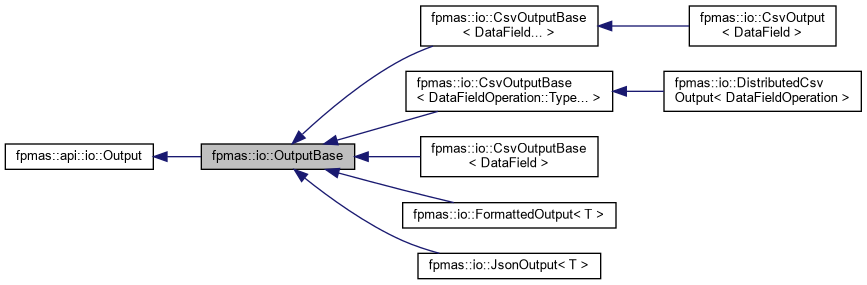 fpmas::api::io::Output
fpmas::io::OutputBase
fpmas::io::CsvOutputBase
< DataField... >
fpmas::io::CsvOutput
< DataField >
fpmas::io::CsvOutputBase
< DataFieldOperation::Type... >
fpmas::io::DistributedCsv
Output< DataFieldOperation >
fpmas::io::CsvOutputBase
< DataField >
fpmas::io::FormattedOutput< T >
fpmas::io::JsonOutput< T >